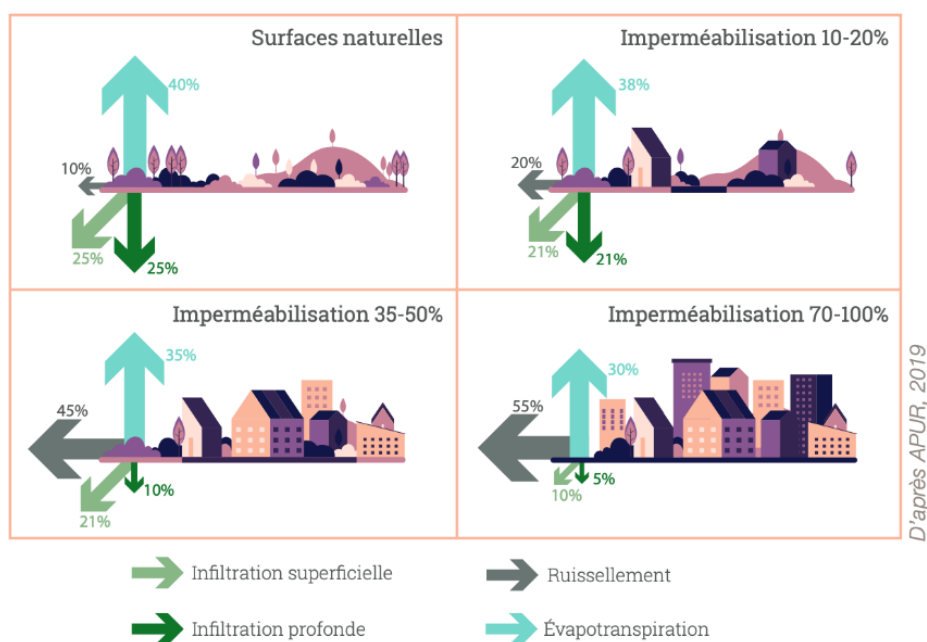 Surfaces naturelles
40%
10%
25%
25%
Imperméabilisation 10-20%
38%
20%
21%
21%
Imperméabilisation 35-50%
35%
45%
10%
21%
Imperméabilisation 70-100%
30%
55%
5%
10%
D'après APUR, 2019
Infiltration superficielle
Ruissellement
Infiltration profonde
Évapotranspiration